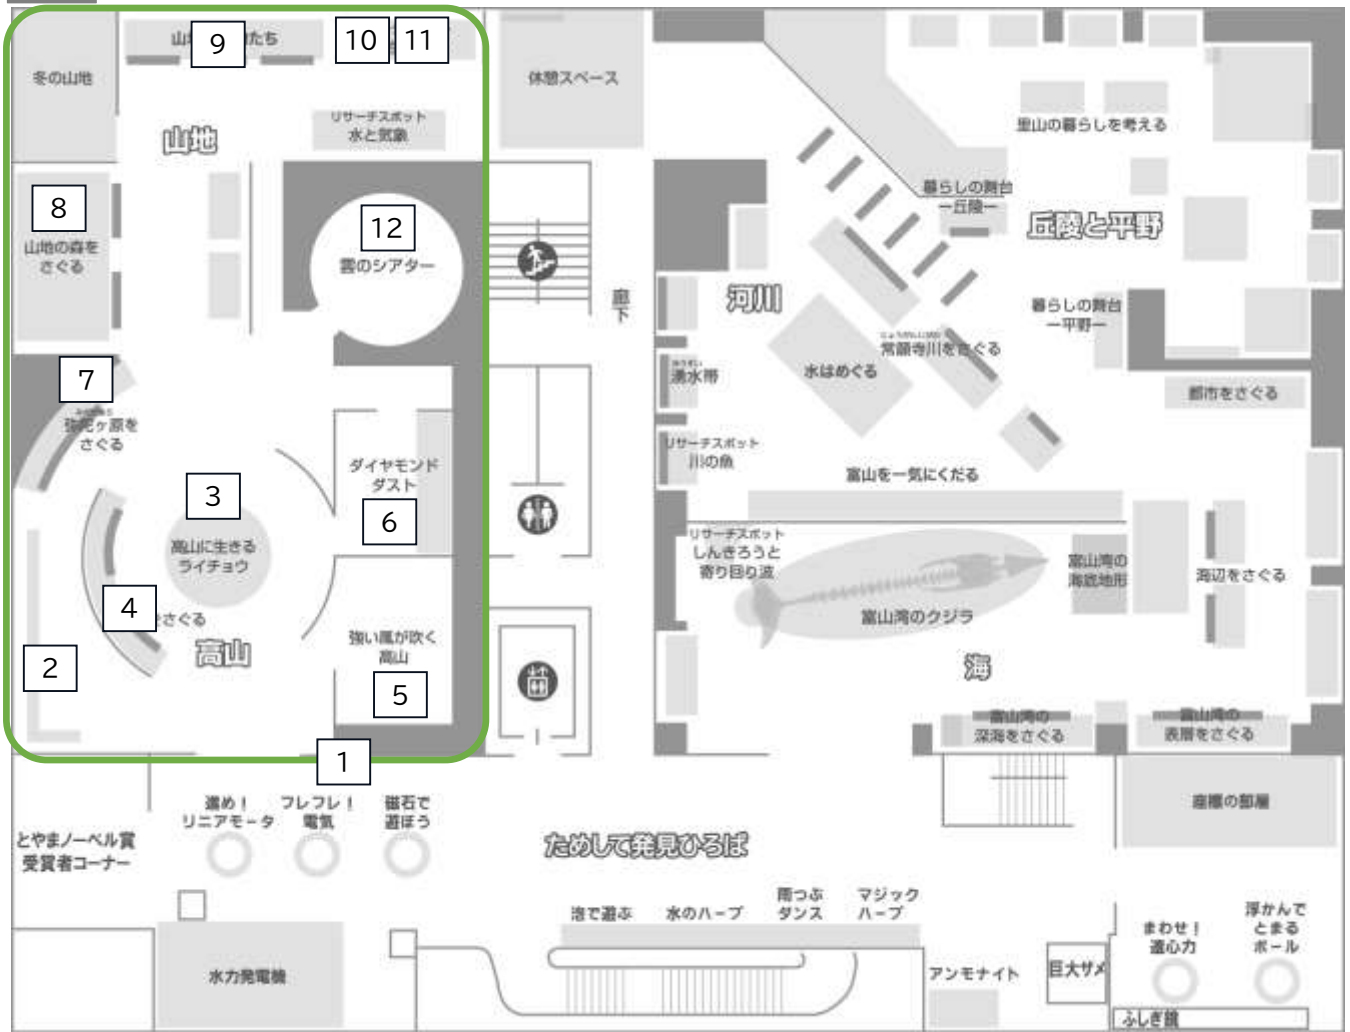 9
山
たち
10
11
冬の山地
休憩スペース
リサーチスポット
水と気象
山地
里山の暮らしを考える
8
山地の森を
さぐる
12
雲のシアター
暮らしの舞台
ー丘陵ー
丘陵と平野
廊下
河川
暮らしの舞台
ー平野ー
常願寺川をさぐる
水はめぐる
湧水帯
都市をさぐる
7
弥陀ヶ原を
さぐる
リサーチスポット
川の魚
富山を一気にくだる
ダイヤモンド
ダスト
6
3
高山に生きる
ライチョウ
リサーチスポット
しんきろうと
寄り回り波
富山湾の
海底地形
海辺をさぐる
富山湾のクジラ
4
さぐる
高山
2
強い風が吹く
高山
5
海
富山湾の
深海をさぐる
富山湾の
表層をさぐる
1
進め！
リニアモータ
フレフレ！
電気
磁石で
遊ぼう
とやまノーベル賞
受賞者コーナー
ためして発見ひろば
座標の部屋
泡で遊ぶ
水のハープ
雨つぶ
ダンス
マジック
ハープ
水力発電機
アンモナイト
巨大ザメ
まわせ！
遠心力
浮かんで
とまる
ボール
ふしぎ鏡